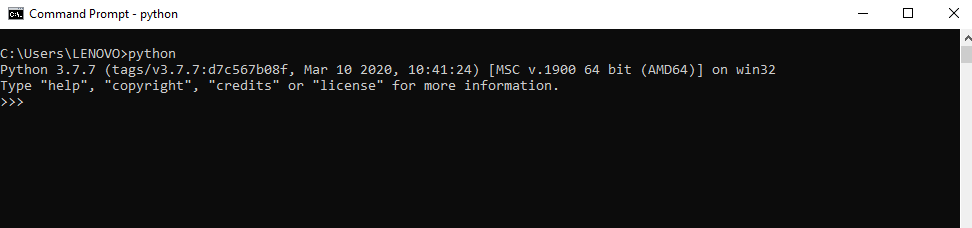 Command Prompt - python
C:\Users\LENOVO>python
Python 3.7.7 (tags/v3.7.7:d7c567b08f, Mar 10 2020, 10:41:24) [MSC v.1900 64 bit (AMD64)] on win32
Type "help", "copyright", "credits" or "license" for more information.
>>>